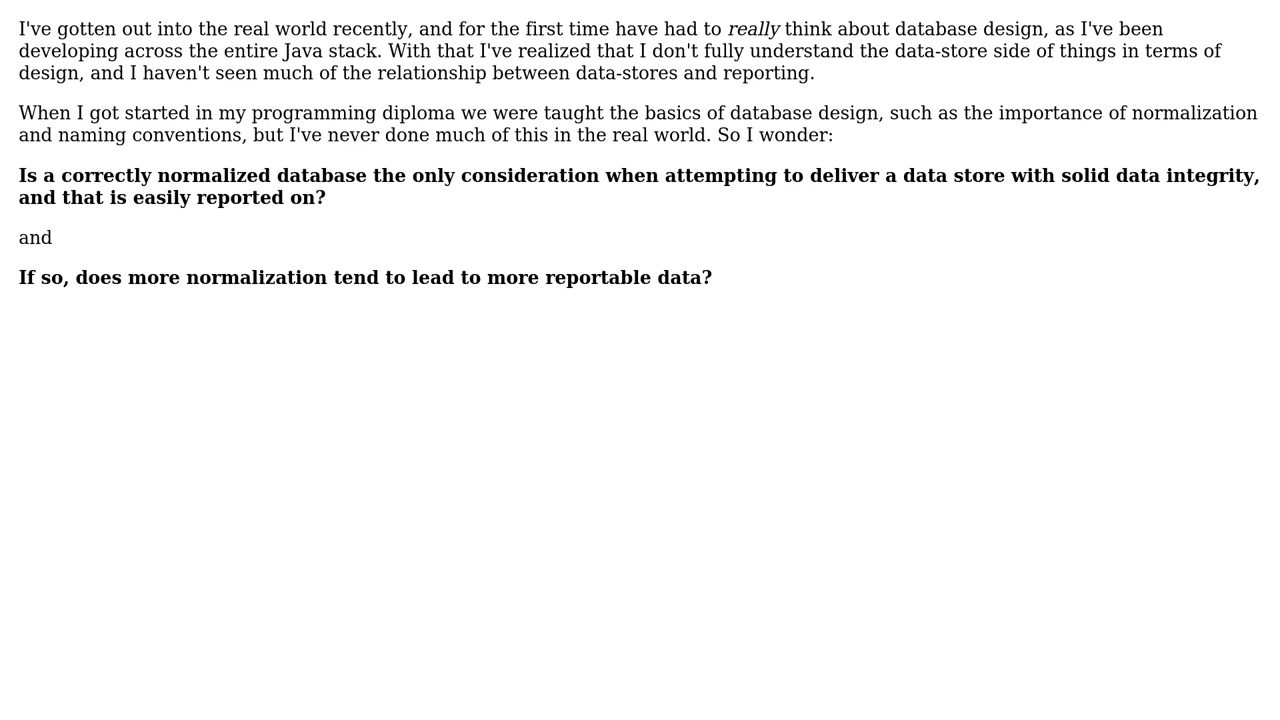 I've gotten out into the real world recently, and for the first time have had to really think about database design, as I've been
developing across the entire Java stack. With that I've realized that I don't fully understand the data-store side of things in terms of
design, and I haven't seen much of the relationship between data-stores and reporting.
When I got started in my programming diploma we were taught the basics of database design, such as the importance of normalization
and naming conventions, but I've never done much of this in the real world. So I wonder:
Is a correctly normalized database the only consideration when attempting to deliver a data store with solid data integrity,
and that is easily reported on?
and
If so, does more normalization tend to lead to more reportable data?